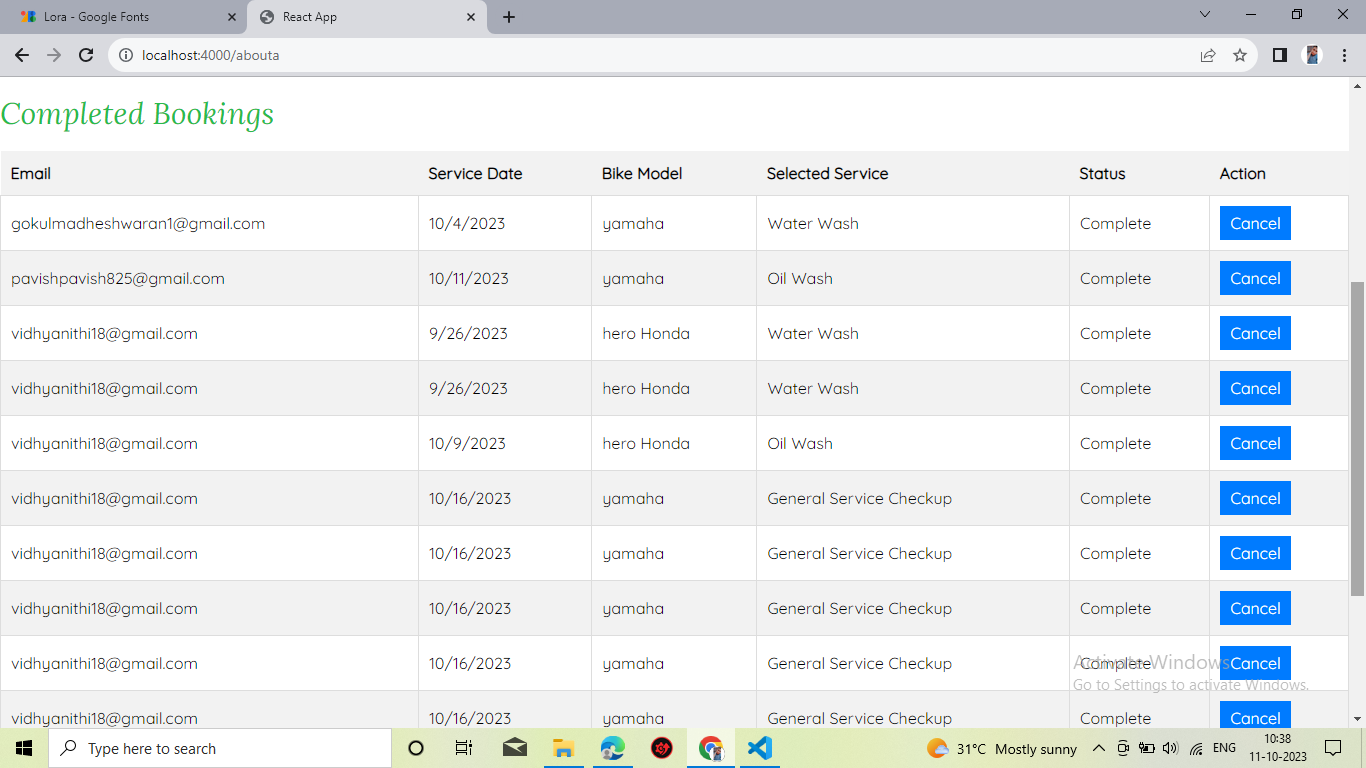 Lora - Google Fonts
React App
localhost:4000/abouta
Completed Bookings
Email Service Date Bike Model Selected Service Status Action
gokulmadheshwaran1@gmail.com 10/4/2023 yamaha Water Wash Complete Cancel
pavishpavish825@gmail.com 10/11/2023 yamaha Oil Wash Complete Cancel
vidhyanithi18@gmail.com 9/26/2023 hero Honda Water Wash Complete Cancel
vidhyanithi18@gmail.com 9/26/2023 hero Honda Water Wash Complete Cancel
vidhyanithi18@gmail.com 10/9/2023 hero Honda Oil Wash Complete Cancel
vidhyanithi18@gmail.com 10/16/2023 yamaha General Service Checkup Complete Cancel
vidhyanithi18@gmail.com 10/16/2023 yamaha General Service Checkup Complete Cancel
vidhyanithi18@gmail.com 10/16/2023 yamaha General Service Checkup Complete Cancel
vidhyanithi18@gmail.com 10/16/2023 yamaha General Service Checkup Complete Cancel
vidhyanithi18@gmail.com 10/16/2023 yamaha General Service Checkup Complete Cancel
Activate Windows
Go to Settings to activate Windows.
Type here to search
31°C Mostly sunny
ENG
10:38
11-10-2023